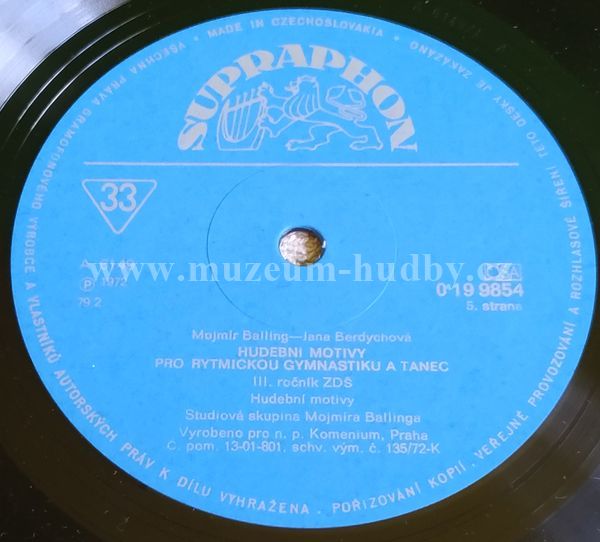 MADE IN CZECHOSLOVAKIA • VŠECHNA PRÁVA GRAMOFONOVÉHO VÝROBCE A VLASTNÍKŮ AUTORSKÝCH PRÁV K DÍLU VYHRAŽENA. POŘIZOVÁNÍ KOPIÍ, VEŘEJNÉ PROVOZOVÁNÍ A ROZHLASOVÉ ŠÍŘENÍ TÉTO DESKY JE ZAKÁZÁNO
SUPRAPHON
33
www.muzeum-hudby.
OSA
P 197
79.2
0 19 9854
5. strana
Mojmír Balling—Jana Berdychová
HUDEBNÍ MOTIVY
PRO RYTMICKOU GYMNASTIKU A TANEC
III. ročník ZDŠ
Hudební motivy
Studiová skupina Mojmíra Ballinga
Vyrobeno pro n. p. Komenium, Praha
Č. pom. 13-01-801. schv. vým. č. 135/72-K